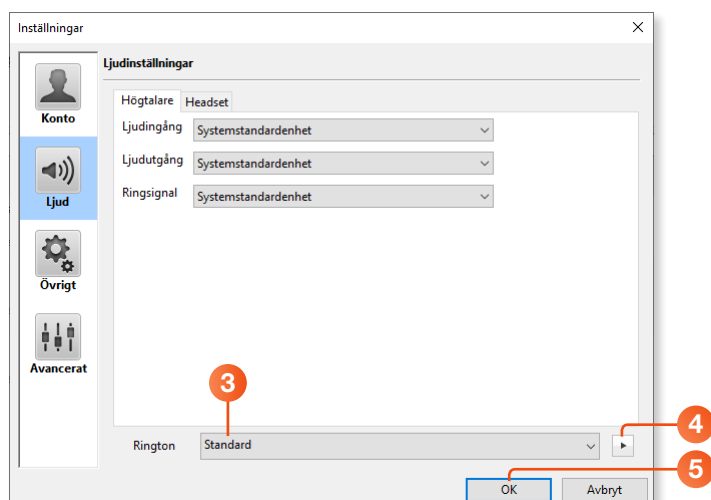 Inställningar
Konto
Ljud
Övrigt
Avancerat
Ljudinställningar
Högtalare Headset
Ljudingång Systemstandardenhet
Ljudutgång Systemstandardenhet
Ringsignal Systemstandardenhet
3
Rington Standard
4
5
OK Avbryt